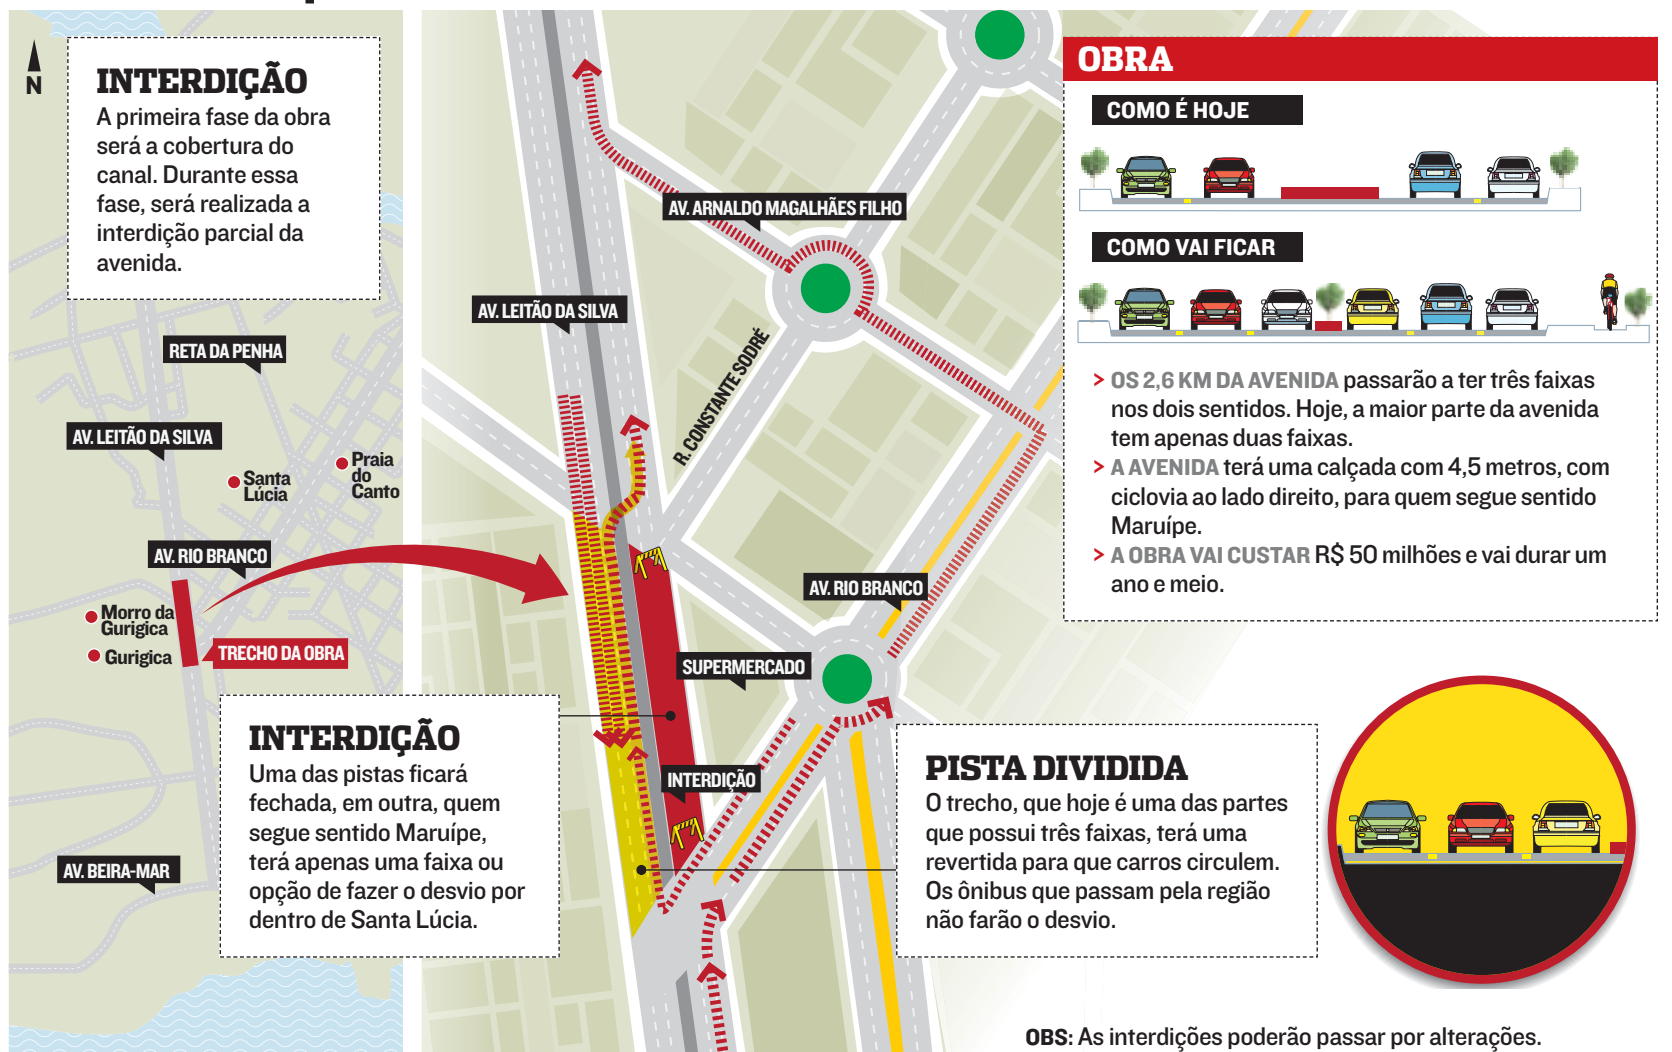 N
INTERDIÇÃO
A primeira fase da obra
será a cobertura do
canal. Durante essa
fase, será realizada a
interdição parcial da
avenida.
RETA DA PENHA
AV. LEITÃO DA SILVA
Santa
Lúcia
Praia
do
Canto
AV. RIO BRANCO
Morro da
Gurigica
Gurigica
TRECHO DA OBRA
AV. BEIRA-MAR
INTERDIÇÃO
Uma das pistas ficará
fechada, em outra, quem
segue sentido Maruípe,
terá apenas uma faixa ou
opção de fazer o desvio por
dentro de Santa Lúcia.
AV. ARNALDO MAGALHÃES FILHO
AV. LEITÃO DA SILVA
R. CONSTANTE SODRÉ
AV. RIO BRANCO
SUPERMERCADO
INTERDIÇÃO
PISTA DIVIDIDA
O trecho, que hoje é uma das partes
que possui três faixas, terá uma
revertida para que carros circulem.
Os ônibus que passam pela região
não farão o desvio.
OBRA
COMO É HOJE
COMO VAI FICAR
> OS 2,6 KM DA AVENIDA passarão a ter três faixas
nos dois sentidos. Hoje, a maior parte da avenida
tem apenas duas faixas.
> A AVENIDA terá uma calçada com 4,5 metros, com
ciclovia ao lado direito, para quem segue sentido
Maruípe.
> A OBRA VAI CUSTAR R$ 50 milhões e vai durar um
ano e meio.
OBS: As interdições poderão passar por alterações.